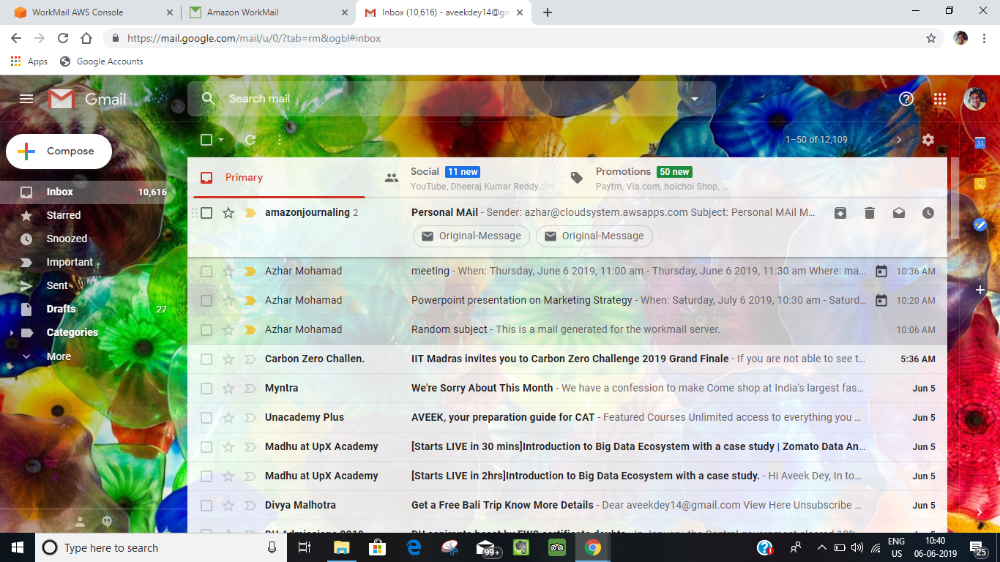 WorkMail AWS Console
Amazon WorkMail
Inbox (10,616) - aveekdey14@gm
https://mail.google.com/mail/u/0/?tab=rm&ogbl#inbox
Apps
Google Accounts
Gmail
Search mail
Compose
1–50 of 12,109
31
Inbox 10,616
Starred
Snoozed
Important
Sent
Drafts 27
Categories
More
Primary
Social 11 new
YouTube, Dheeraj Kumar Reddy…
Promotions 50 new
Paytm, Via.com, hoichoi Shop, …
amazonjournaling 2 Personal MAil - Sender: azhar@cloudsystem.awsapps.com Subject: Personal MAil M…
Original-Message Original-Message
Azhar Mohamad meeting - When: Thursday, June 6 2019, 11:00 am - Thursday, June 6 2019, 11:30 am Where: ma… 10:36 AM
Azhar Mohamad Powerpoint presentation on Marketing Strategy - When: Saturday, July 6 2019, 10:30 am - Saturd… 10:20 AM
Azhar Mohamad Random subject - This is a mail generated for the workmail server. 10:06 AM
Carbon Zero Challen. IIT Madras invites you to Carbon Zero Challenge 2019 Grand Finale - If you are not able to see t… 5:36 AM
Myntra We're Sorry About This Month - We have a confession to make Come shop at India's largest fas… Jun 5
Unacademy Plus AVEEK, your preparation guide for CAT - Featured Courses Unlimited access to everything you … Jun 5
Madhu at UpX Academy [Starts LIVE in 30 mins]Introduction to Big Data Ecosystem with a case study | Zomato Data An… Jun 5
Madhu at UpX Academy [Starts LIVE in 2hrs]Introduction to Big Data Ecosystem with a case study. - Hi Aveek Dey, In to… Jun 5
Divya Malhotra Get a Free Bali Trip Know More Details - Dear aveekdey14@gmail.com View Here Unsubscribe … Jun 5
Type here to search
99+
ENG
US
10:40
06-06-2019
25